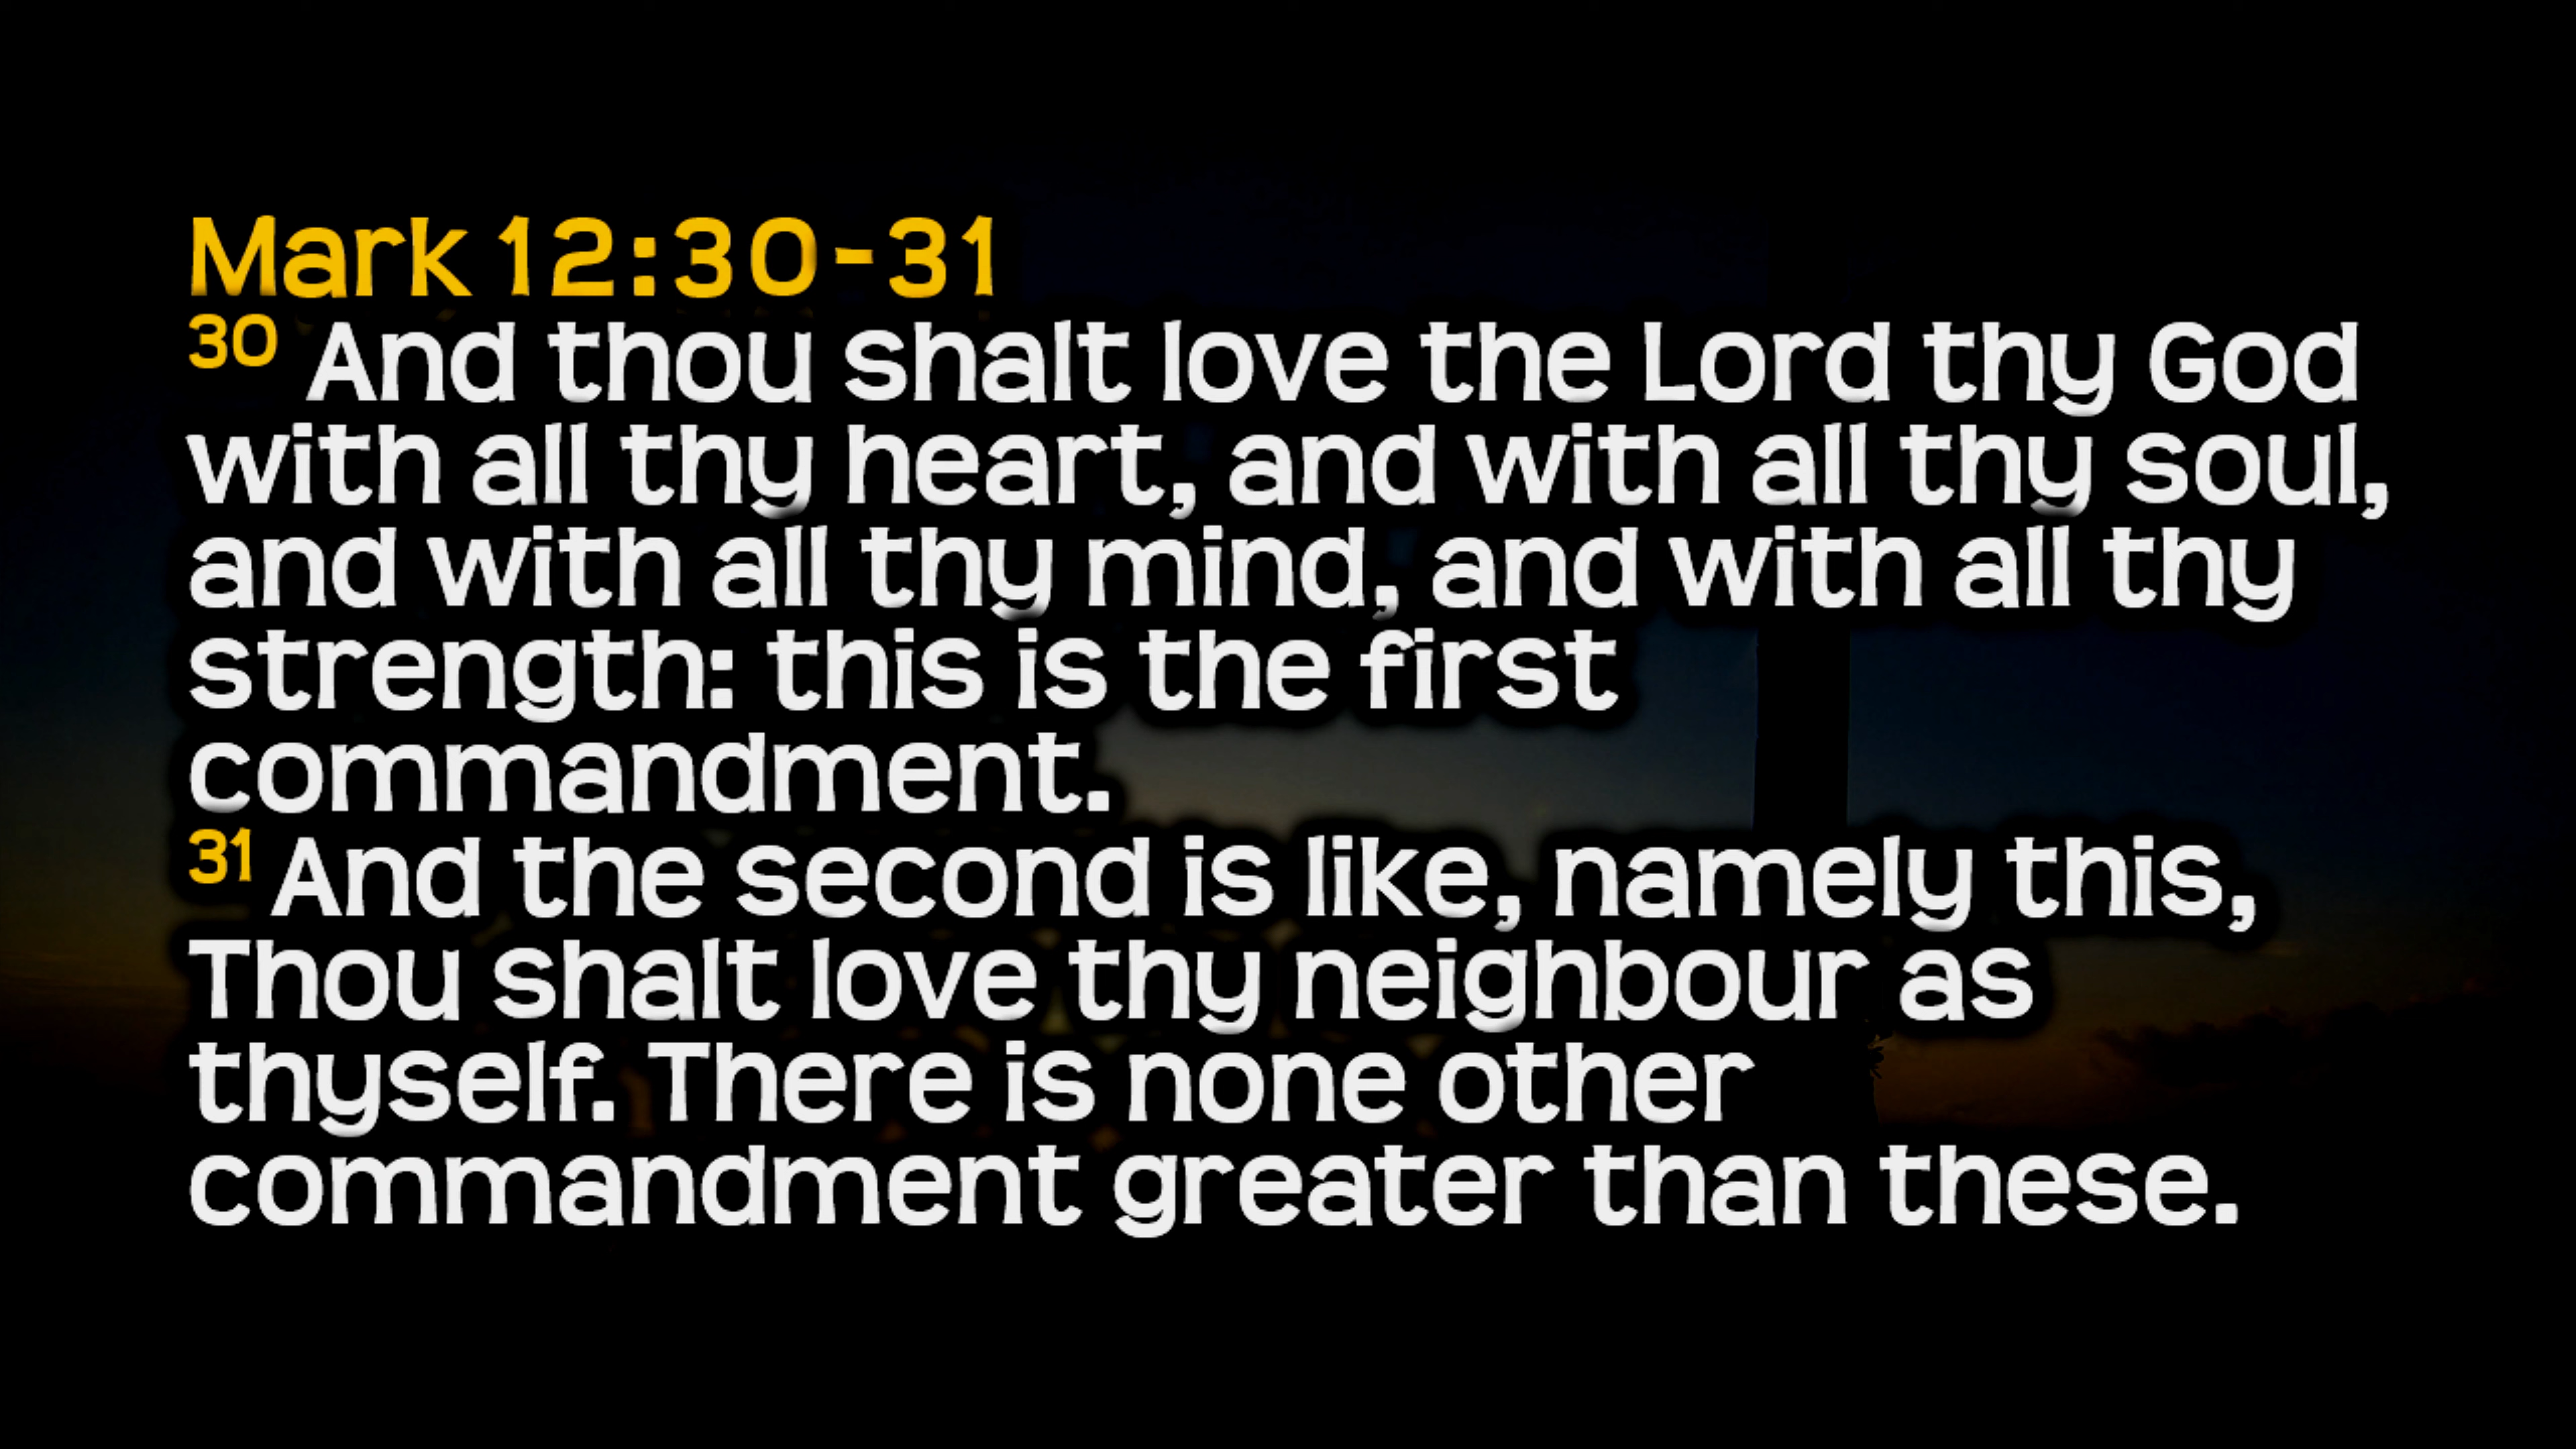 Mark 12:30-31
30 And thou shalt love the Lord thy God
with all thy heart, and with all thy soul,
and with all thy mind, and with all thy
strength: this is the first
commandment.
31 And the second is like, namely this,
Thou shalt love thy neighbour as
thyself. There is none other
commandment greater than these.